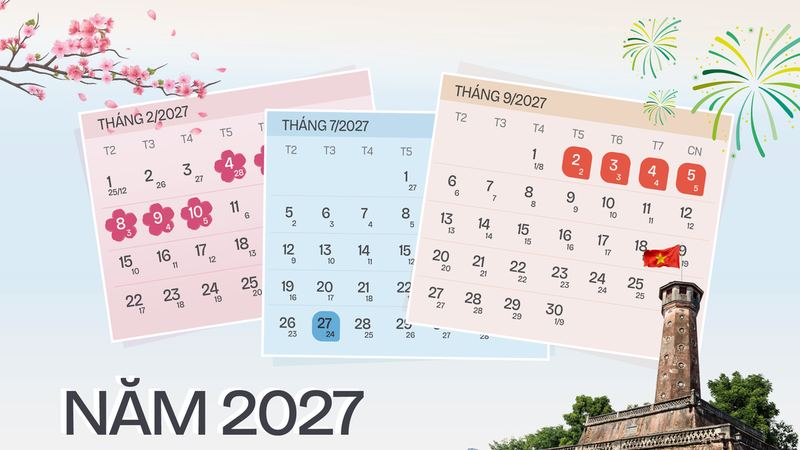 THÁNG 2/2027
T2 T3 T4 T5
1 25/12 2 26 3 27 4 28
8 3 9 4 10 5 11 6
15 10 16 11 17 12 18 13
22 17 23 18 24 19 25 20
THÁNG 7/2027
T2 T3 T4 T5
1 27
5 2 6 3 7 4 8 5
12 9 13 10 14 11 15 12
19 16 20 17 21 18 22
26 23 27 24 28 25 29
THÁNG 9/2027
T2 T3 T4 T5 T6 T7 CN
1 1/8 2 2 3 3 4 4 5 5
6 6 7 7 8 8 9 9 10 10 11 11 12 12
13 13 14 14 15 15 16 16 17 17 18 19
20 20 21 21 22 22 23 23 24 24 25 25
27 27 28 28 29 29 30 1/9
NĂM 2027